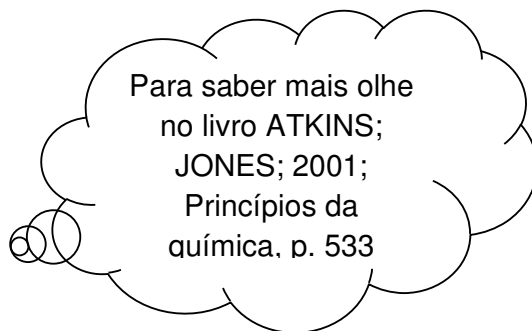 Para saber mais olhe
no livro ATKINS;
JONES; 2001;
Princípios da
química, p. 533